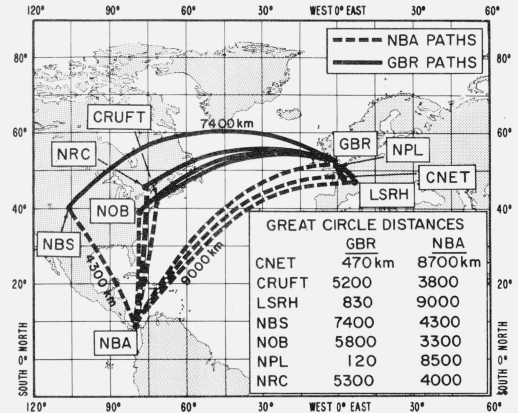 120° 90° 60° 30° WEST 0° EAST 30° 60°
80°
NBA PATHS
GBR PATHS
CRUFT
7400 km
60°
GBR
NPL
NRC
CNET
NOB
LSRH
40°
NBS
4300 km
9000 km
GREAT CIRCLE DISTANCES
GBR NBA
CNET 470 km 8700 km
CRUFT 5200 3800
LSRH 830 9000
NBS 7400 4300
NOB 5800 3300
NPL 120 8500
NRC 5300 4000
20°
NBA
SOUTH 0° NORTH
20°
120° 90° 60° 30° WEST 0° EAST 30° 60°
80°
60°
40°
20°
SOUTH 0° NORTH
20°